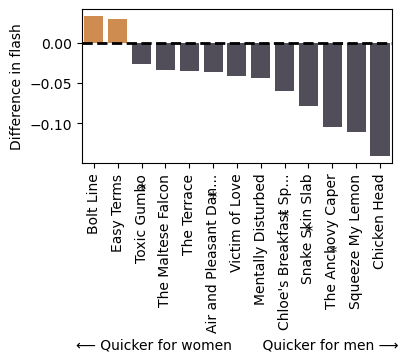 Difference in flash
0.00
−0.05
−0.10
Bolt Line
Easy Terms
Toxic Gumbo
The Maltese Falcon
The Terrace
Air and Pleasant Dan...
Victim of Love
Mentally Disturbed
Chloe's Breakfast Sp...
Snake Skin Slab
The Anchovy Caper
Squeeze My Lemon
Chicken Head
⟵ Quicker for women
Quicker for men ⟶